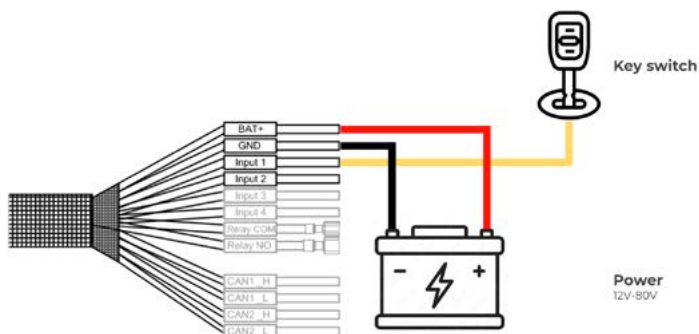 Key switch
BAT+
GND
Input 1
Input 2
Input 3
Input 4
Relay COM
Relay NO
CAN1_H
CAN1_L
CAN2_H
CAN2_L
- +
Power
12V-80V